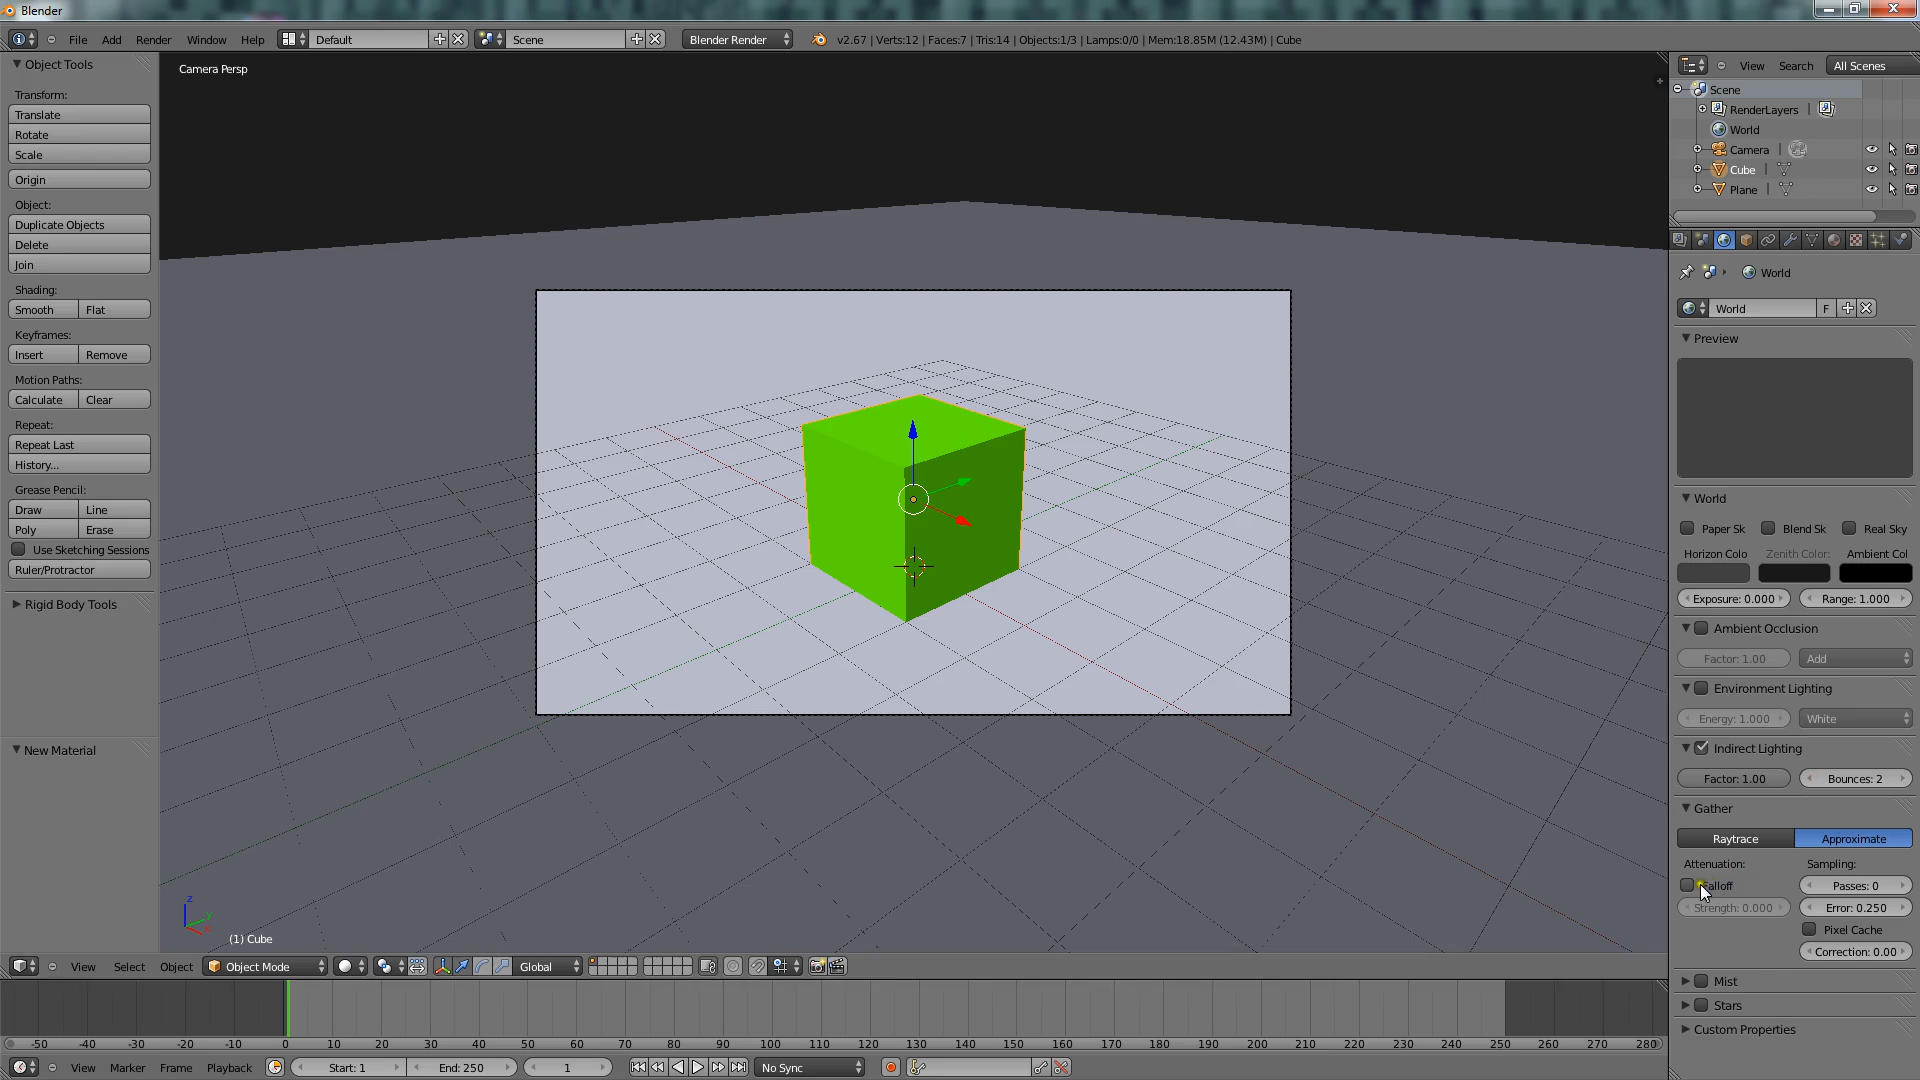 Blender
File Add Render Window Help Default Scene Blender Render v2.67 | Verts:12 | Faces:7 | Tris:14 | Objects:1/3 | Lamps:0/0 | Mem:18.85M (12.43M) | Cube
Object Tools
Transform:
Translate
Rotate
Scale
Origin
Object:
Duplicate Objects
Delete
Join
Shading:
Smooth Flat
Keyframes:
Insert Remove
Motion Paths:
Calculate Clear
Repeat:
Repeat Last
History...
Grease Pencil:
Draw Line
Poly Erase
Use Sketching Sessions
Ruler/Protractor
Rigid Body Tools
New Material
Camera Persp
z
y
x
(1) Cube
View Select Object Object Mode Global
-50 -40 -30 -20 -10 0 10 20 30 40 50 60 70 80 90 100 110 120 130 140 150 160 170 180 190 200 210 220 230 240 250 260 270 280
View Marker Frame Playback Start: 1 End: 250 1 No Sync
View Search All Scenes
Scene
RenderLayers |
World
Camera |
Cube |
Plane |
World
World F
Preview
World
Paper Sk Blend Sk Real Sky
Horizon Colo Zenith Color: Ambient Col
Exposure: 0.000 Range: 1.000
Ambient Occlusion
Factor: 1.00 Add
Environment Lighting
Energy: 1.000 White
Indirect Lighting
Factor: 1.00 Bounces: 2
Gather
Raytrace Approximate
Attenuation: Sampling:
alloff Passes: 0
Strength: 0.000 Error: 0.250
Pixel Cache
Correction: 0.00
Mist
Stars
Custom Properties